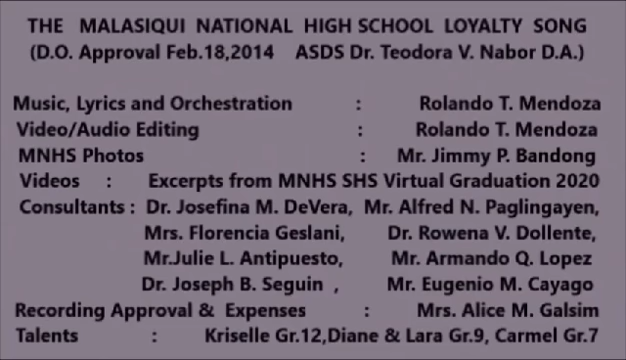 THE MALASIQUI NATIONAL HIGH SCHOOL LOYALTY SONG
(D.O. Approval Feb.18,2014 ASDS Dr. Teodora V. Nabor D.A.)
Music, Lyrics and Orchestration : Rolando T. Mendoza
Video/Audio Editing : Rolando T. Mendoza
MNHS Photos : Mr. Jimmy P. Bandong
Videos : Excerpts from MNHS SHS Virtual Graduation 2020
Consultants : Dr. Josefina M. DeVera, Mr. Alfred N. Paglingayen,
Mrs. Florencia Geslani, Dr. Rowena V. Dollente,
Mr.Julie L. Antipuesto, Mr. Armando Q. Lopez
Dr. Joseph B. Seguin , Mr. Eugenio M. Cayago
Recording Approval & Expenses : Mrs. Alice M. Galsim
Talents : Kriselle Gr.12,Diane & Lara Gr.9, Carmel Gr.7